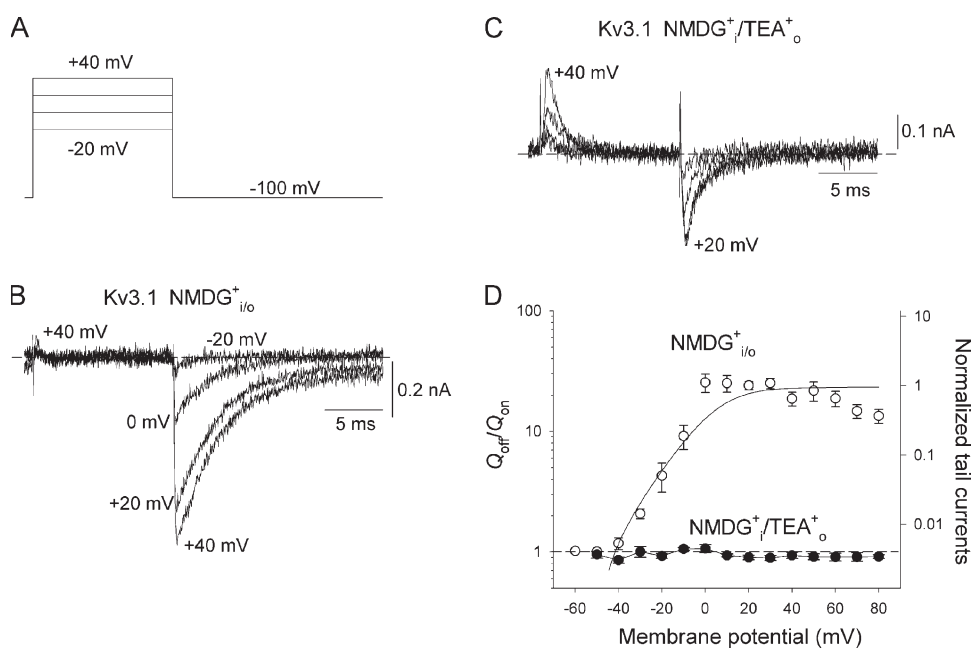 A
+40 mV
-20 mV
-100 mV
B
Kv3.1 NMDG+i/o
+40 mV
-20 mV
0 mV
+20 mV
+40 mV
0.2 nA
5 ms
C
Kv3.1 NMDG+i/TEA+o
+40 mV
+20 mV
0.1 nA
5 ms
D
Qoff/Qon
100
10
1
NMDG+i/o
NMDG+i/TEA+o
10
1
0.1
0.01
Normalized tail currents
-60 -40 -20 0 20 40 60 80
Membrane potential (mV)